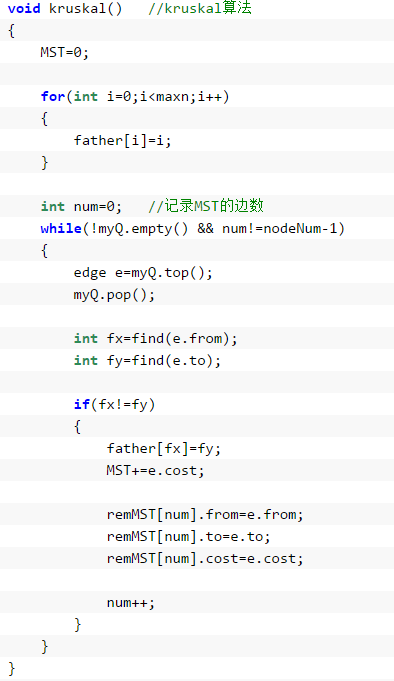 void kruskal()   //kruskal算法
{
    MST=0;

    for(int i=0;i<maxn;i++)
    {
        father[i]=i;
    }

    int num=0;   //记录MST的边数
    while(!myQ.empty() && num!=nodeNum-1)
    {
        edge e=myQ.top();
        myQ.pop();

        int fx=find(e.from);
        int fy=find(e.to);

        if(fx!=fy)
        {
            father[fx]=fy;
            MST+=e.cost;

            remMST[num].from=e.from;
            remMST[num].to=e.to;
            remMST[num].cost=e.cost;

            num++;
        }
    }
}